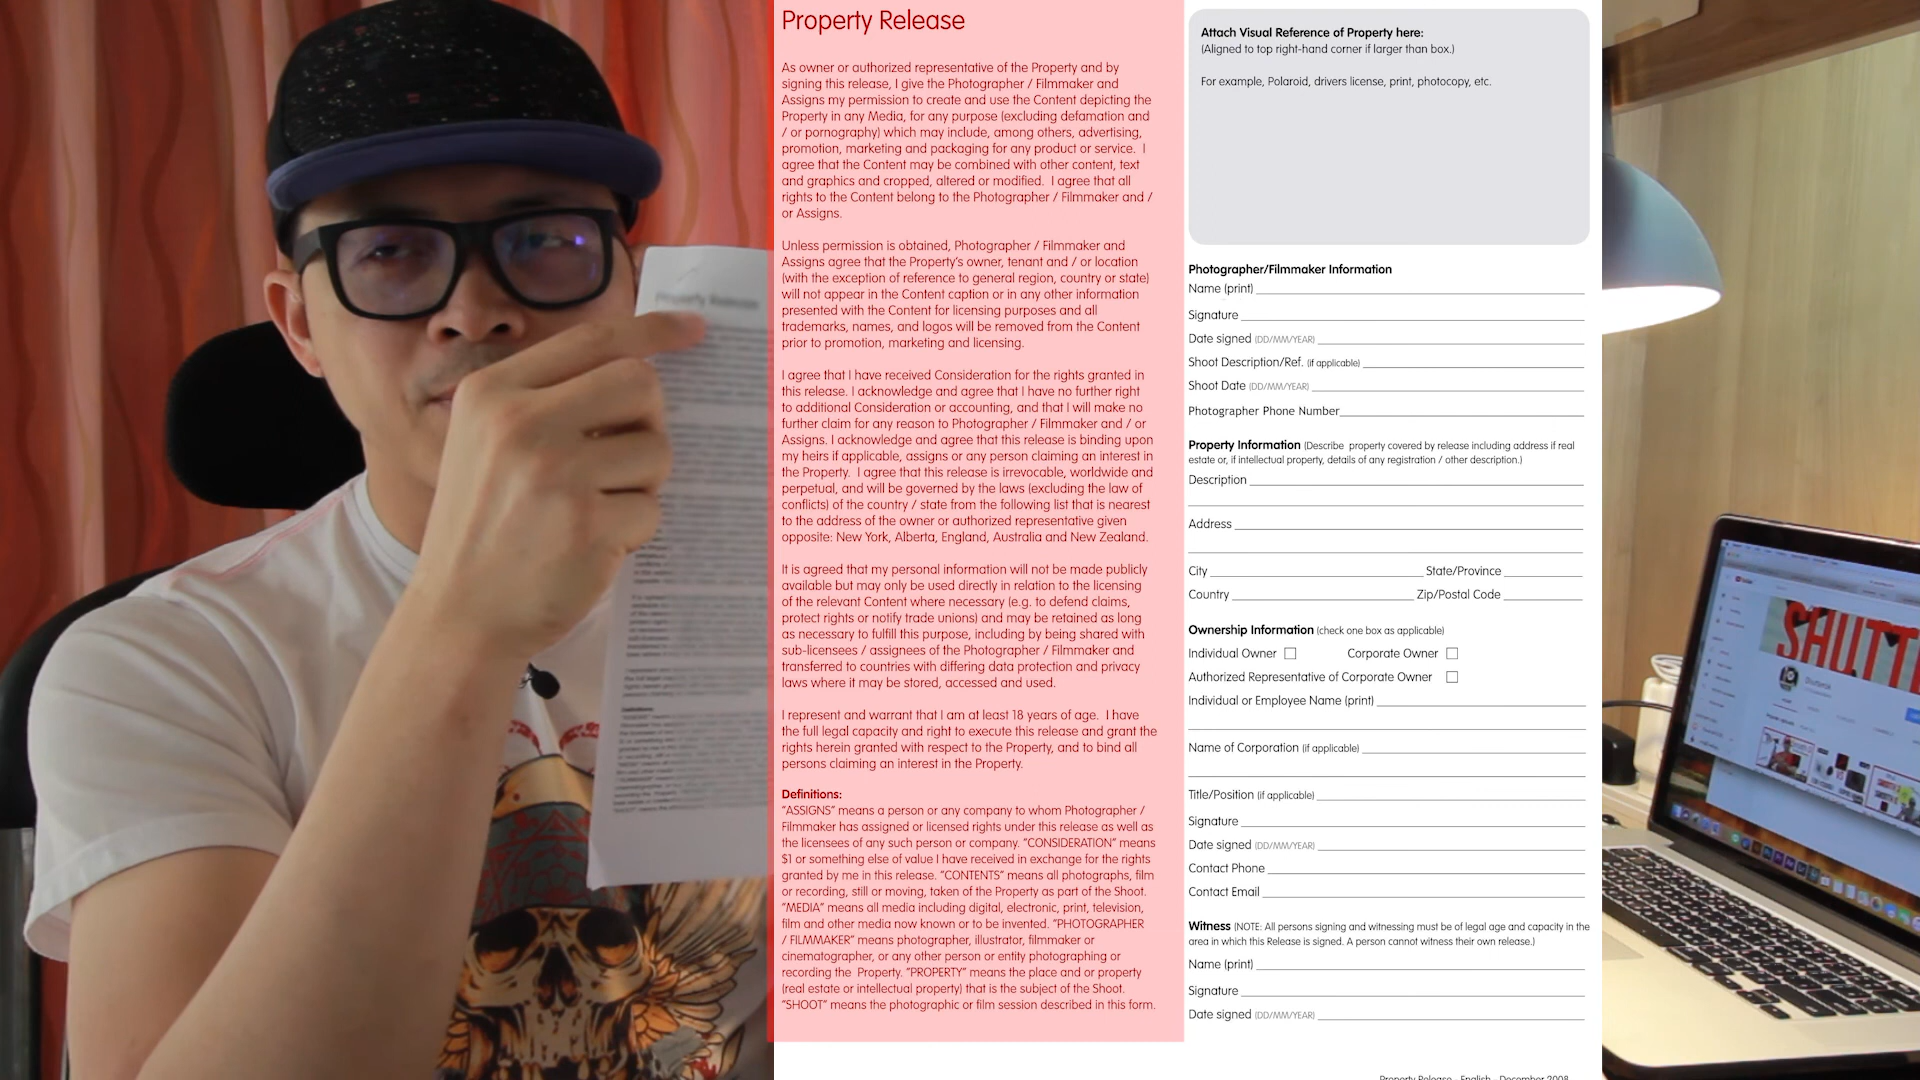 Property Release
As owner or authorized representative of the Property and by
signing this release, I give the Photographer / Filmmaker and
Assigns my permission to create and use the Content depicting the
Property in any Media, for any purpose (excluding defamation and
/ or pornography) which may include, among others, advertising,
promotion, marketing and packaging for any product or service. I
agree that the Content may be combined with other content, text
and graphics and cropped, altered or modified. I agree that all
rights to the Content belong to the Photographer / Filmmaker and /
or Assigns.
Unless permission is obtained, Photographer / Filmmaker and
Assigns agree that the Property's owner, tenant and / or location
(with the exception of reference to general region, country or state)
will not appear in the Content caption or in any other information
presented with the Content for licensing purposes and all
trademarks, names, and logos will be removed from the Content
prior to promotion, marketing and licensing.
I agree that I have received Consideration for the rights granted in
this release. I acknowledge and agree that I have no further right
to additional Consideration or accounting, and that I will make no
further claim for any reason to Photographer / Filmmaker and / or
Assigns. I acknowledge and agree that this release is binding upon
my heirs if applicable, assigns or any person claiming an interest in
the Property. I agree that this release is irrevocable, worldwide and
perpetual, and will be governed by the laws (excluding the law of
conflicts) of the country / state from the following list that is nearest
to the address of the owner or authorized representative given
opposite: New York, Alberta, England, Australia and New Zealand.
It is agreed that my personal information will not be made publicly
available but may only be used directly in relation to the licensing
of the relevant Content where necessary (e.g. to defend claims,
protect rights or notify trade unions) and may be retained as long
as necessary to fulfill this purpose, including by being shared with
sub-licensees / assignees of the Photographer / Filmmaker and
transferred to countries with differing data protection and privacy
laws where it may be stored, accessed and used.
I represent and warrant that I am at least 18 years of age. I have
the full legal capacity and right to execute this release and grant the
rights herein granted with respect to the Property, and to bind all
persons claiming an interest in the Property.
Definitions:
"ASSIGNS" means a person or any company to whom Photographer /
Filmmaker has assigned or licensed rights under this release as well as
the licensees of any such person or company. "CONSIDERATION" means
$1 or something else of value I have received in exchange for the rights
granted by me in this release. "CONTENTS" means all photographs, film
or recording, still or moving, taken of the Property as part of the Shoot.
"MEDIA" means all media including digital, electronic, print, television,
film and other media now known or to be invented. "PHOTOGRAPHER
/ FILMMAKER" means photographer, illustrator, filmmaker or
cinematographer, or any other person or entity photographing or
recording the Property. "PROPERTY" means the place and or property
(real estate or intellectual property) that is the subject of the Shoot.
"SHOOT" means the photographic or film session described in this form.
Attach Visual Reference of Property here:
(Aligned to top right-hand corner if larger than box.)
For example, Polaroid, drivers license, print, photocopy, etc.
Photographer/Filmmaker Information
Name (print)
Signature
Date signed (DD/MM/YEAR)
Shoot Description/Ref. (if applicable)
Shoot Date (DD/MM/YEAR)
Photographer Phone Number
Property Information (Describe property covered by release including address if real
estate or, if intellectual property, details of any registration / other description.)
Description
Address
City State/Province
Country Zip/Postal Code
Ownership Information (check one box as applicable)
Individual Owner Corporate Owner
Authorized Representative of Corporate Owner
Individual or Employee Name (print)
Name of Corporation (if applicable)
Title/Position (if applicable)
Signature
Date signed (DD/MM/YEAR)
Contact Phone
Contact Email
Witness (NOTE: All persons signing and witnessing must be of legal age and capacity in the
area in which this Release is signed. A person cannot witness their own release.)
Name (print)
Signature
Date signed (DD/MM/YEAR)
Property Release - English - December 2008
Property Release
Definitions:
SHUTT